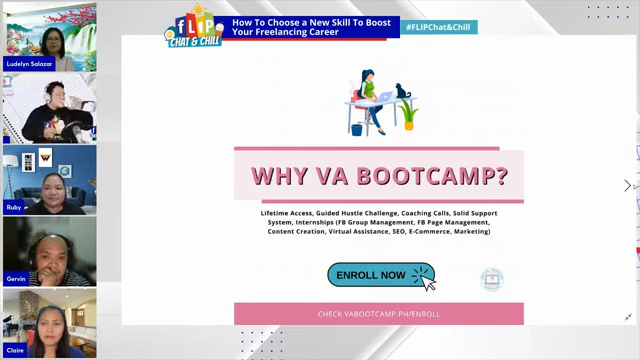 FLIP
CHAT & CHILL
How To Choose a New Skill To Boost
Your Freelancing Career
#FLIPChat&Chill
Ludelyn Salazar
Ruby
Gervin
Claire
WHY VA BOOTCAMP?
Lifetime Access, Guided Hustle Challenge, Coaching Calls, Solid Support
System, Internships (FB Group Management, FB Page Management,
Content Creation, Virtual Assistance, SEO, E-Commerce, Marketing)
ENROLL NOW
CHECK VABOOTCAMP.PH/ENROLL